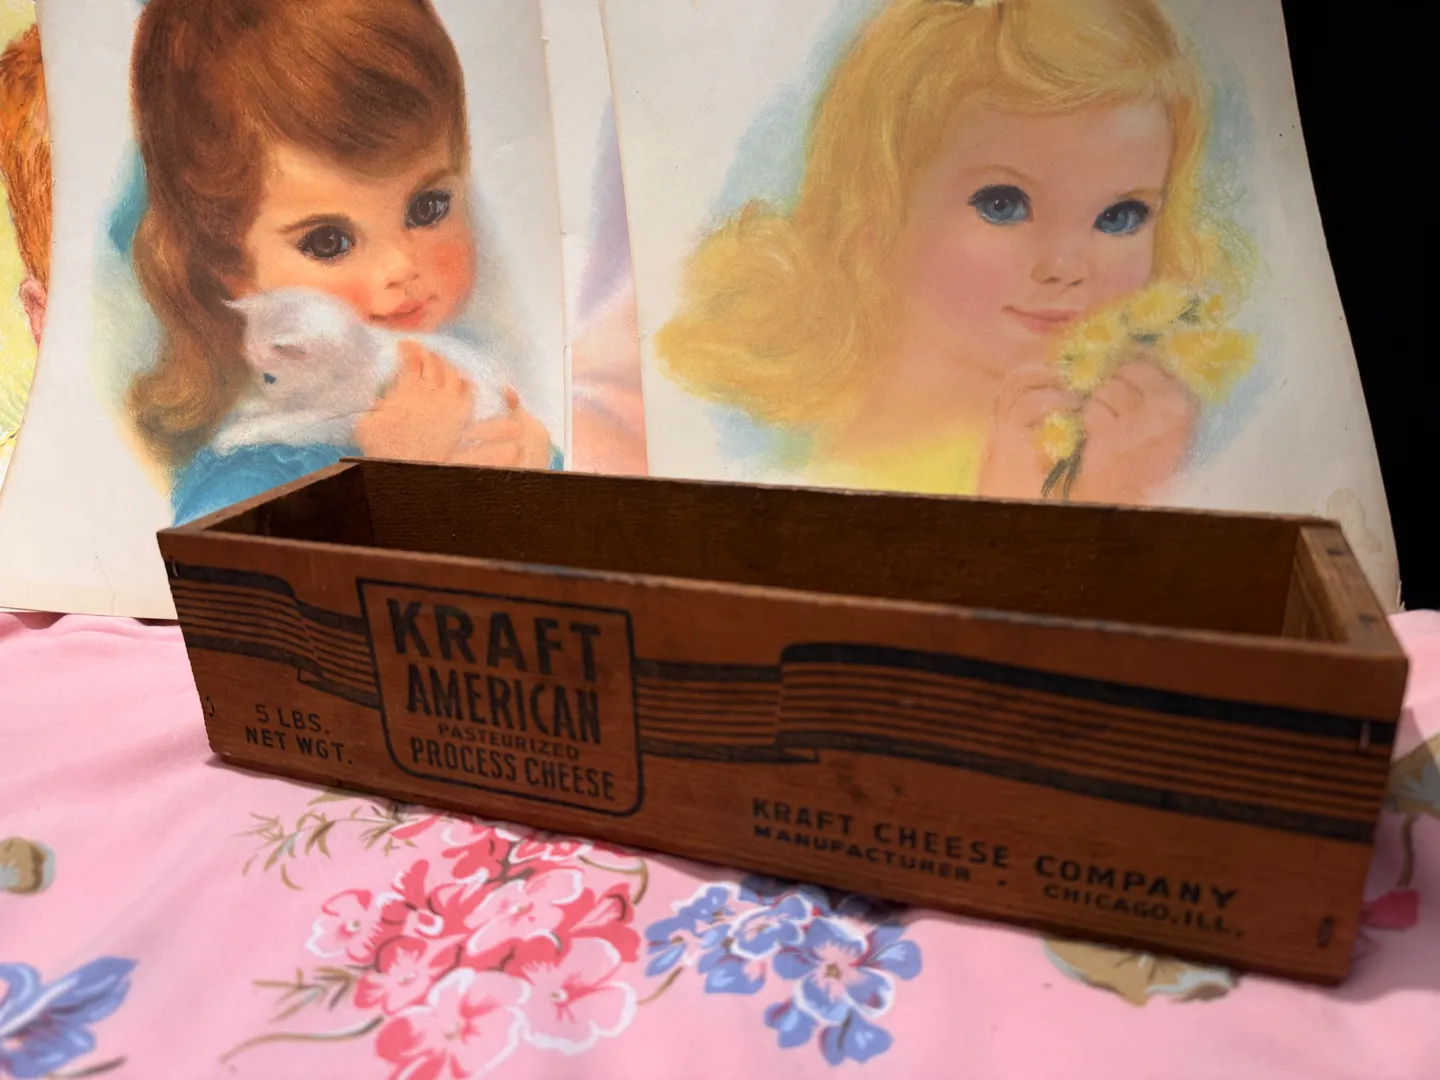 KRAFT
AMERICAN
PASTEURIZED
PROCESS CHEESE
5 LBS.
NET WGT.
KRAFT CHEESE COMPANY
MANUFACTURER · CHICAGO, ILL.